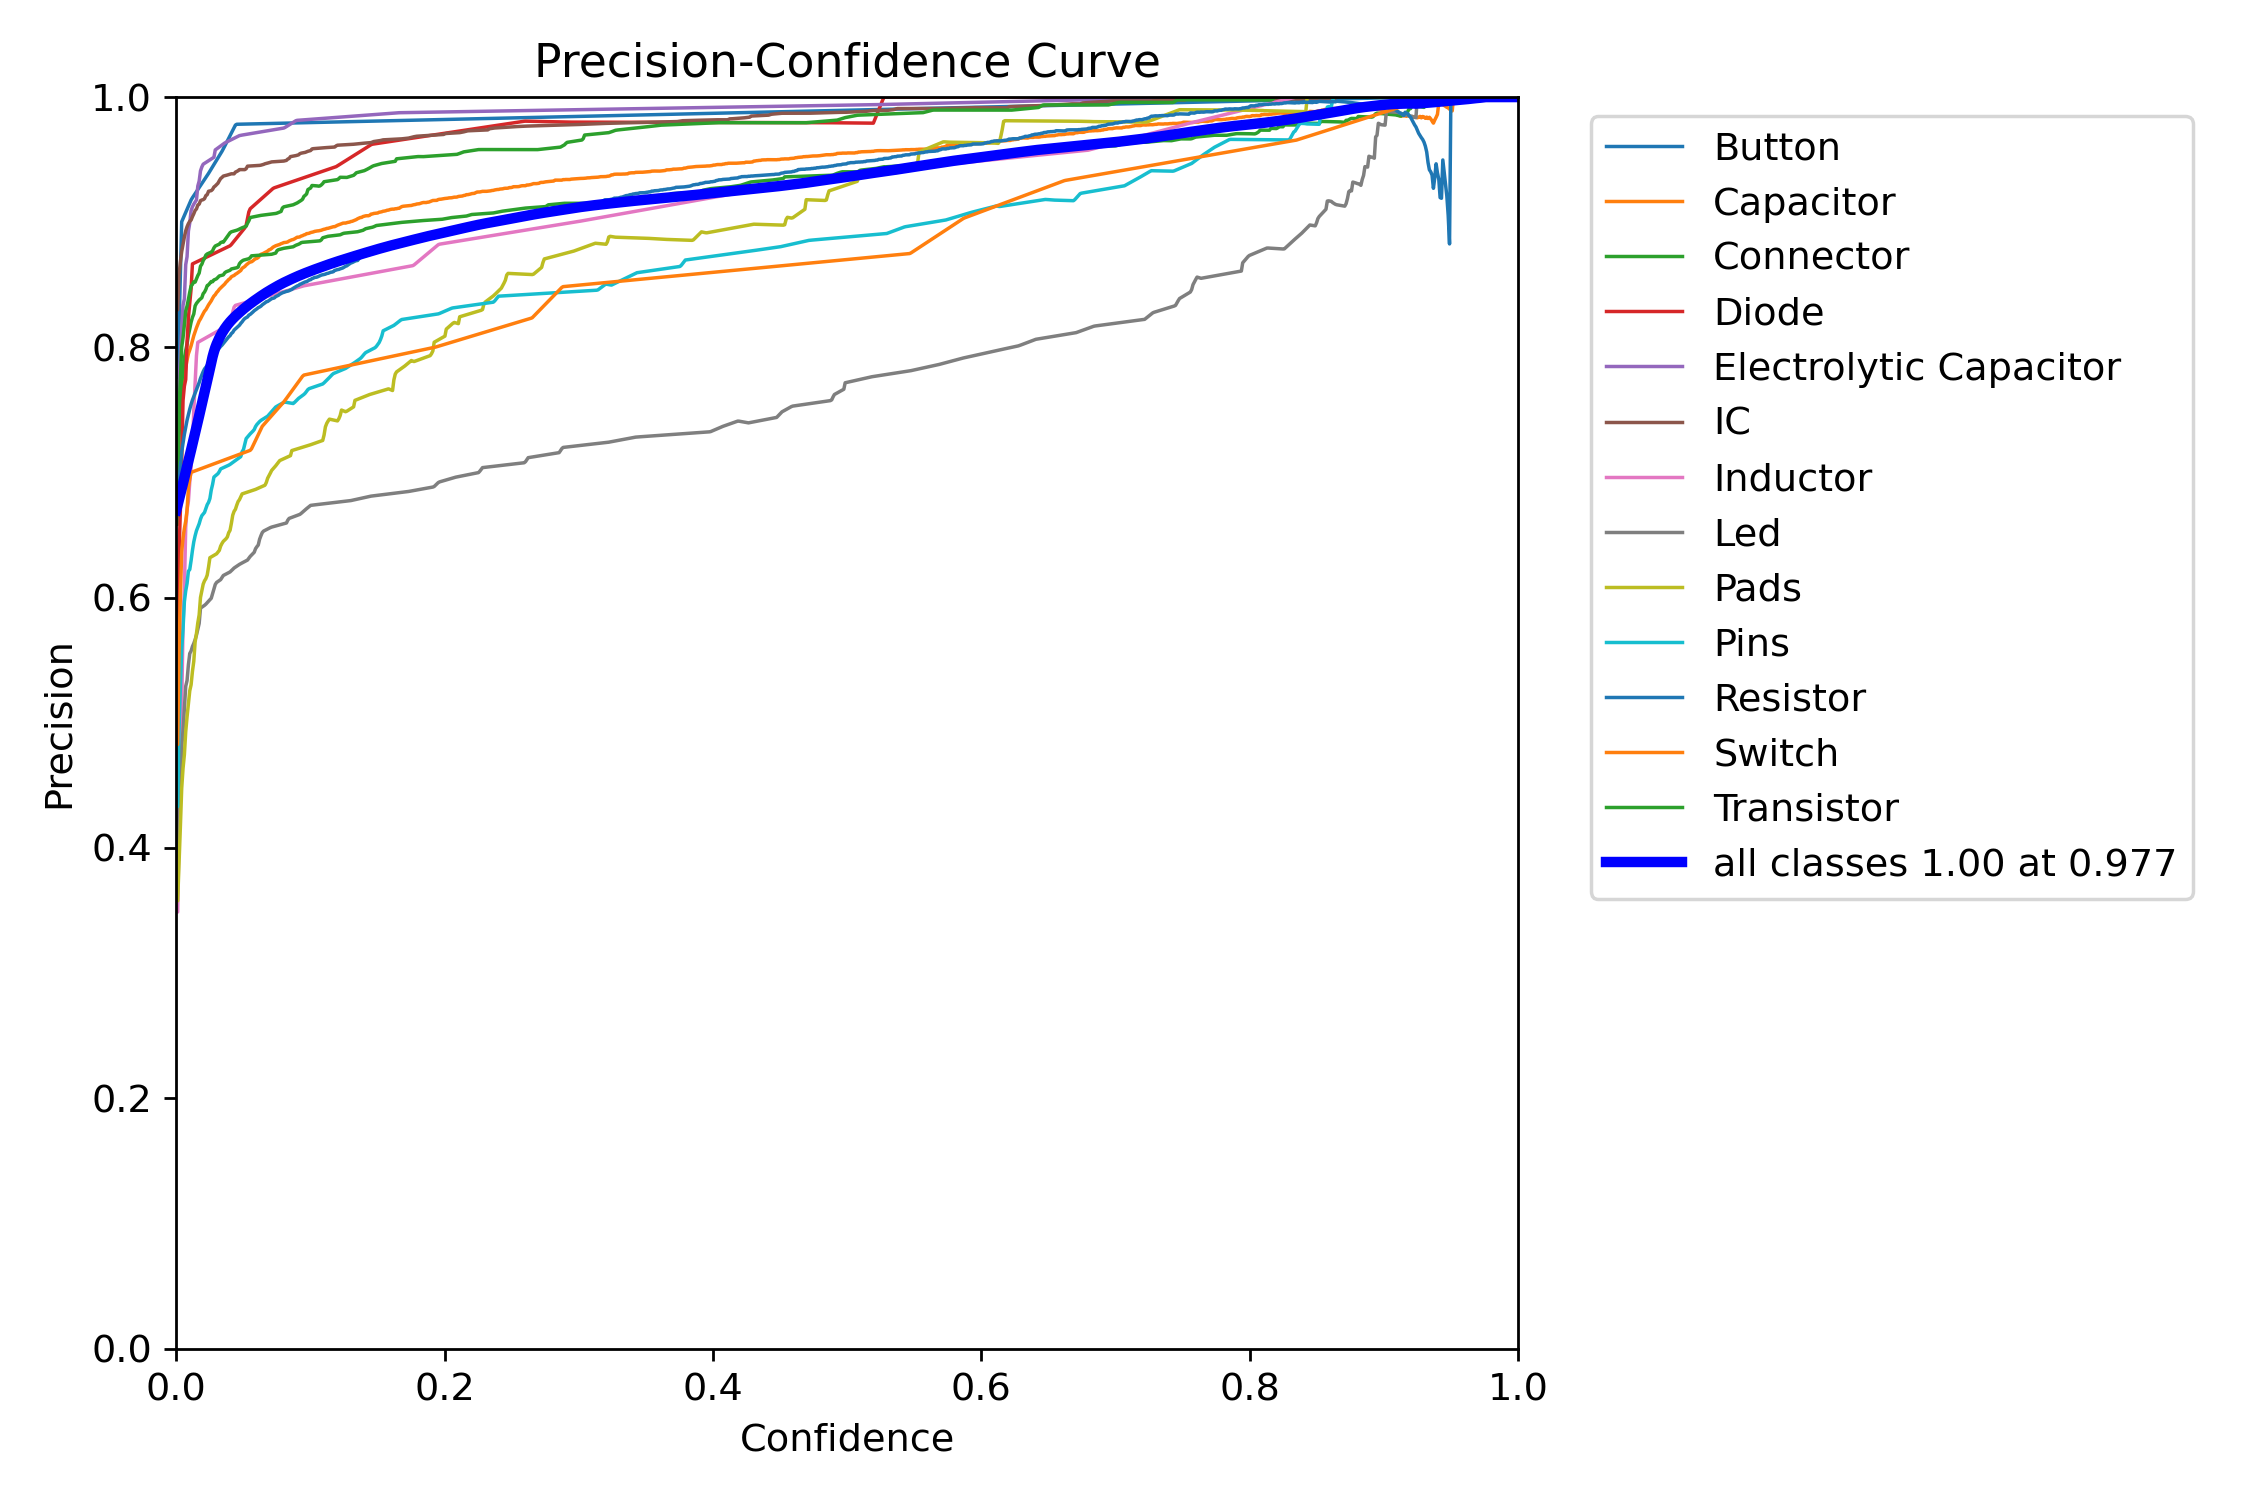 Precision-Confidence Curve
1.0
0.8
0.6
0.4
0.2
0.0
Precision
0.0 0.2 0.4 0.6 0.8 1.0
Confidence
Button
Capacitor
Connector
Diode
Electrolytic Capacitor
IC
Inductor
Led
Pads
Pins
Resistor
Switch
Transistor
all classes 1.00 at 0.977